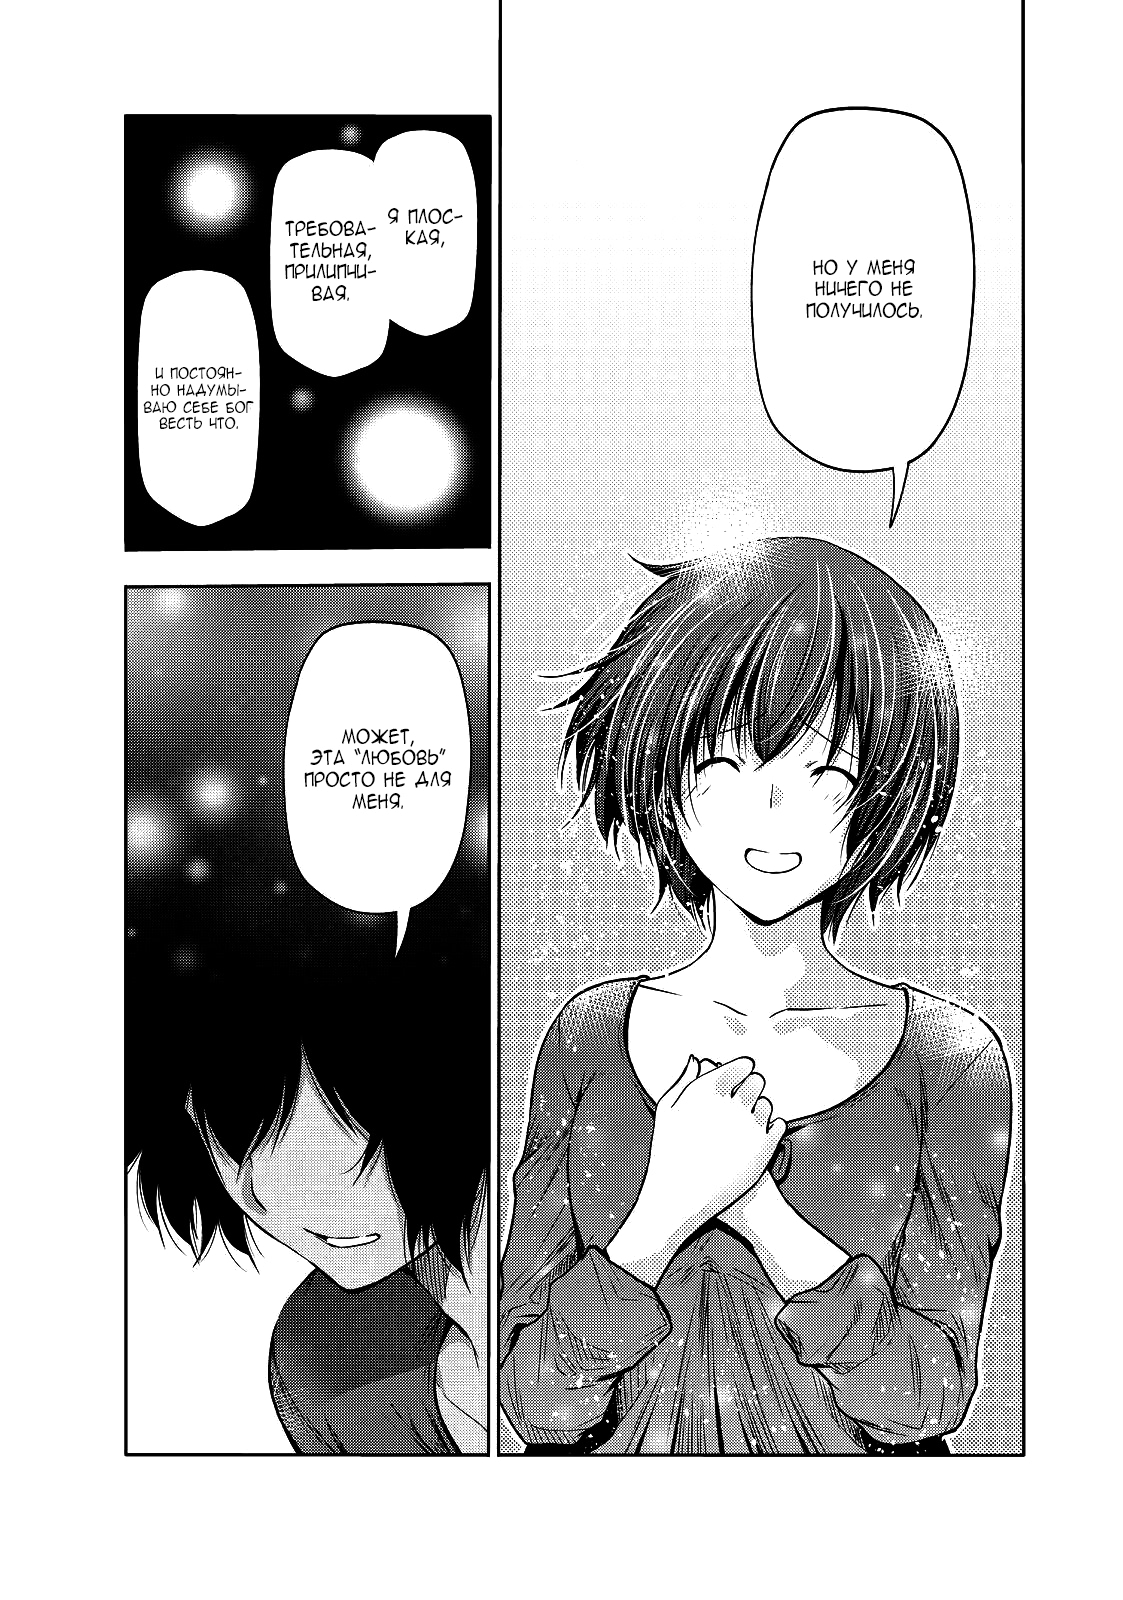 НО У МЕНЯ
НИЧЕГО НЕ
ПОЛУЧИЛОСЬ.
Я ПЛОС-
КАЯ,
ТРЕБОВА-
ТЕЛЬНАЯ,
ПРИЛИПЧИ-
ВАЯ.
И ПОСТОЯН-
НО НАДУМЫ-
ВАЮ СЕБЕ БОГ
ВЕСТЬ ЧТО.
МОЖЕТ,
ЭТА "ЛЮБОВЬ"
ПРОСТО НЕ ДЛЯ
МЕНЯ.